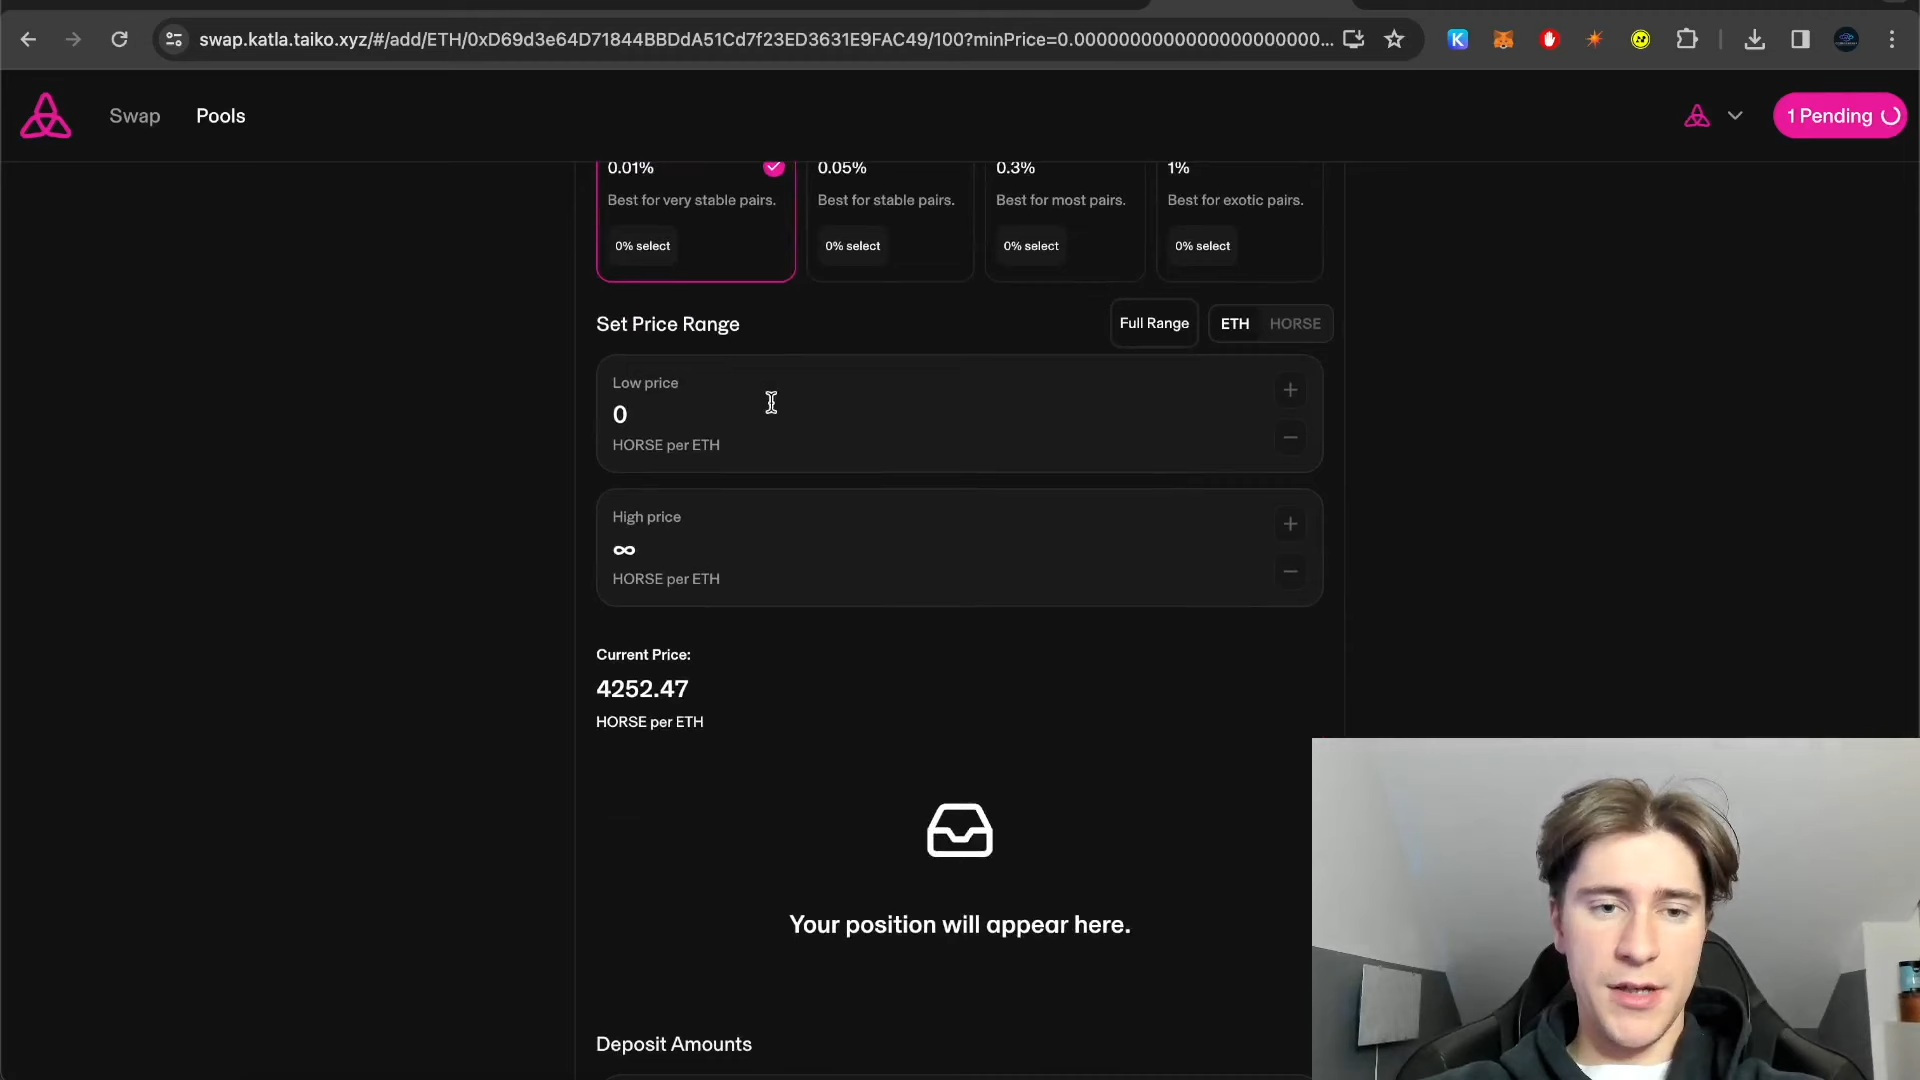 swap.katla.taiko.xyz/#/add/ETH/0xD69d3e64D71844BBDdA51Cd7f23ED3631E9FAC49/100?minPrice=0.0000000000000000000000...
Swap
Pools
1 Pending
0.01%
0.05%
0.3%
1%
Best for very stable pairs.
Best for stable pairs.
Best for most pairs.
Best for exotic pairs.
0% select
0% select
0% select
0% select
Set Price Range
Full Range
ETH
HORSE
Low price
0
HORSE per ETH
High price
∞
HORSE per ETH
Current Price:
4252.47
HORSE per ETH
Your position will appear here.
Deposit Amounts